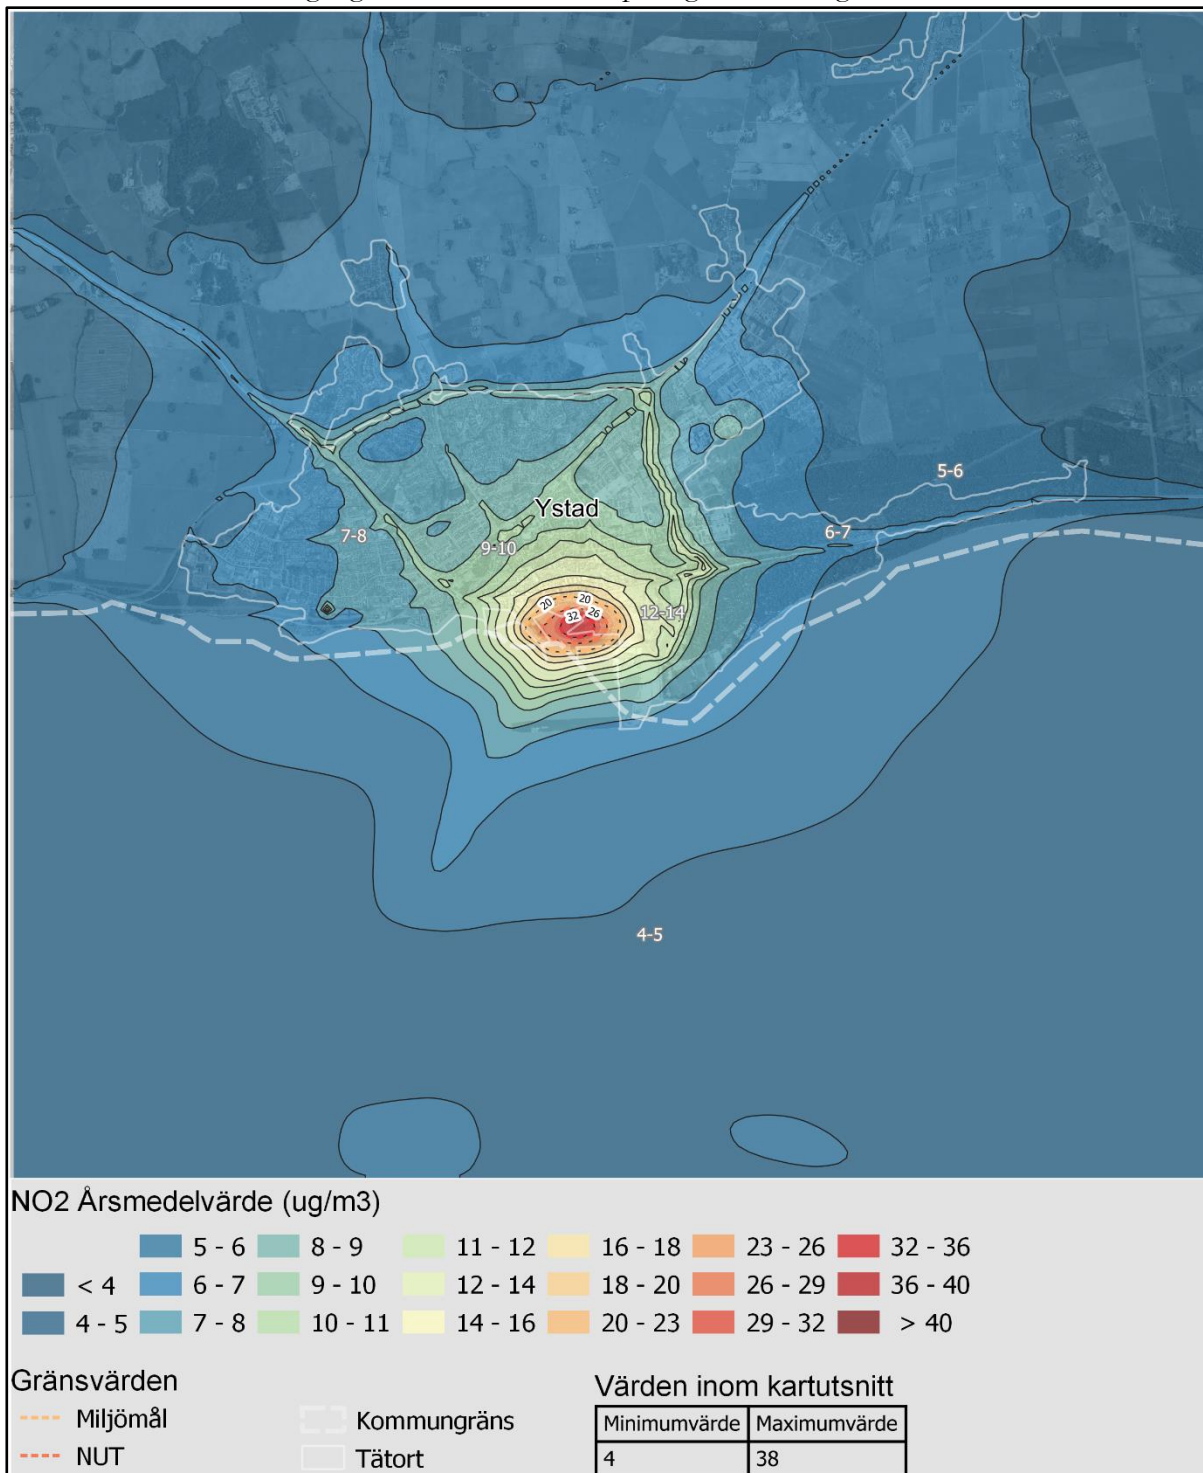 5-6
6-7
Ystad
7-8
9-10
20
20
32
26
12-14
4-5
NO2 Årsmedelvärde (ug/m3)
5 - 6
8 - 9
11 - 12
16 - 18
23 - 26
32 - 36
< 4
6 - 7
9 - 10
12 - 14
18 - 20
26 - 29
36 - 40
4 - 5
7 - 8
10 - 11
14 - 16
20 - 23
29 - 32
> 40
Gränsvärden
Värden inom kartutsnitt
Miljömål
Kommungräns
Minimumvärde
Maximumvärde
NUT
Tätort
4
38